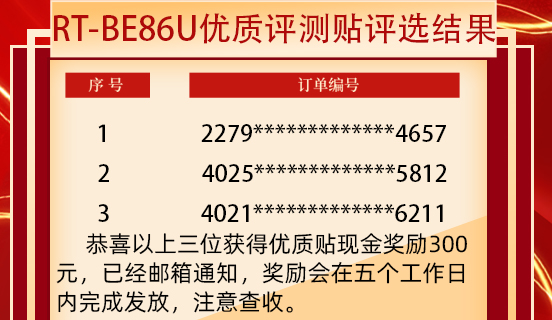 RT-BE86U优质评测贴评选结果
序 号 订单编号
1 2279*************4657
2 4025*************5812
3 4021*************6211
恭喜以上三位获得优质贴现金奖励300
元，已经邮箱通知，奖励会在五个工作日
内完成发放，注意查收。